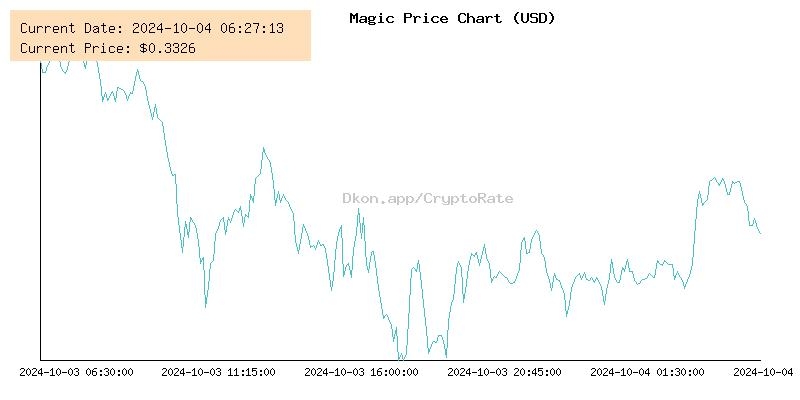 Magic Price Chart (USD)
Current Date: 2024-10-04 06:27:13
Current Price: $0.3326
Dkon.app/CryptoRate
2024-10-03 06:30:00 2024-10-03 11:15:00 2024-10-03 16:00:00 2024-10-03 20:45:00 2024-10-04 01:30:00 2024-10-04